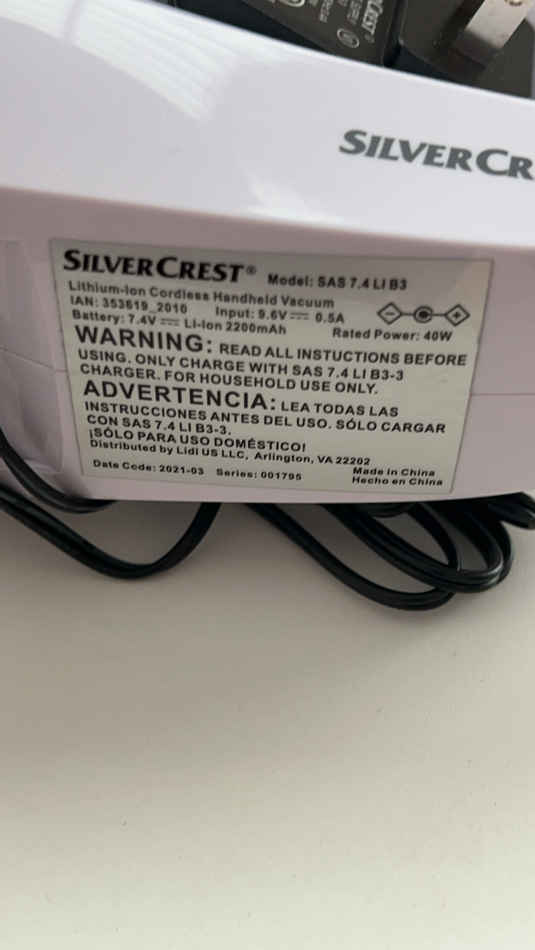 SILVERCR
SILVERCREST® Model: SAS 7.4 LI B3
Lithium-Ion Cordless Handheld Vacuum
IAN: 353619_2010 Input: 9.6V ⎓ 0.5A
Battery: 7.4V ⎓ Li-Ion 2200mAh Rated Power: 40W
WARNING: READ ALL INSTUCTIONS BEFORE
USING. ONLY CHARGE WITH SAS 7.4 LI B3-3
CHARGER. FOR HOUSEHOLD USE ONLY.
ADVERTENCIA: LEA TODAS LAS
INSTRUCCIONES ANTES DEL USO. SÓLO CARGAR
CON SAS 7.4 LI B3-3.
¡SÓLO PARA USO DOMÉSTICO!
Distributed by Lidl US LLC, Arlington, VA 22202
Date Code: 2021-03 Series: 001795
Made in China
Hecho en China